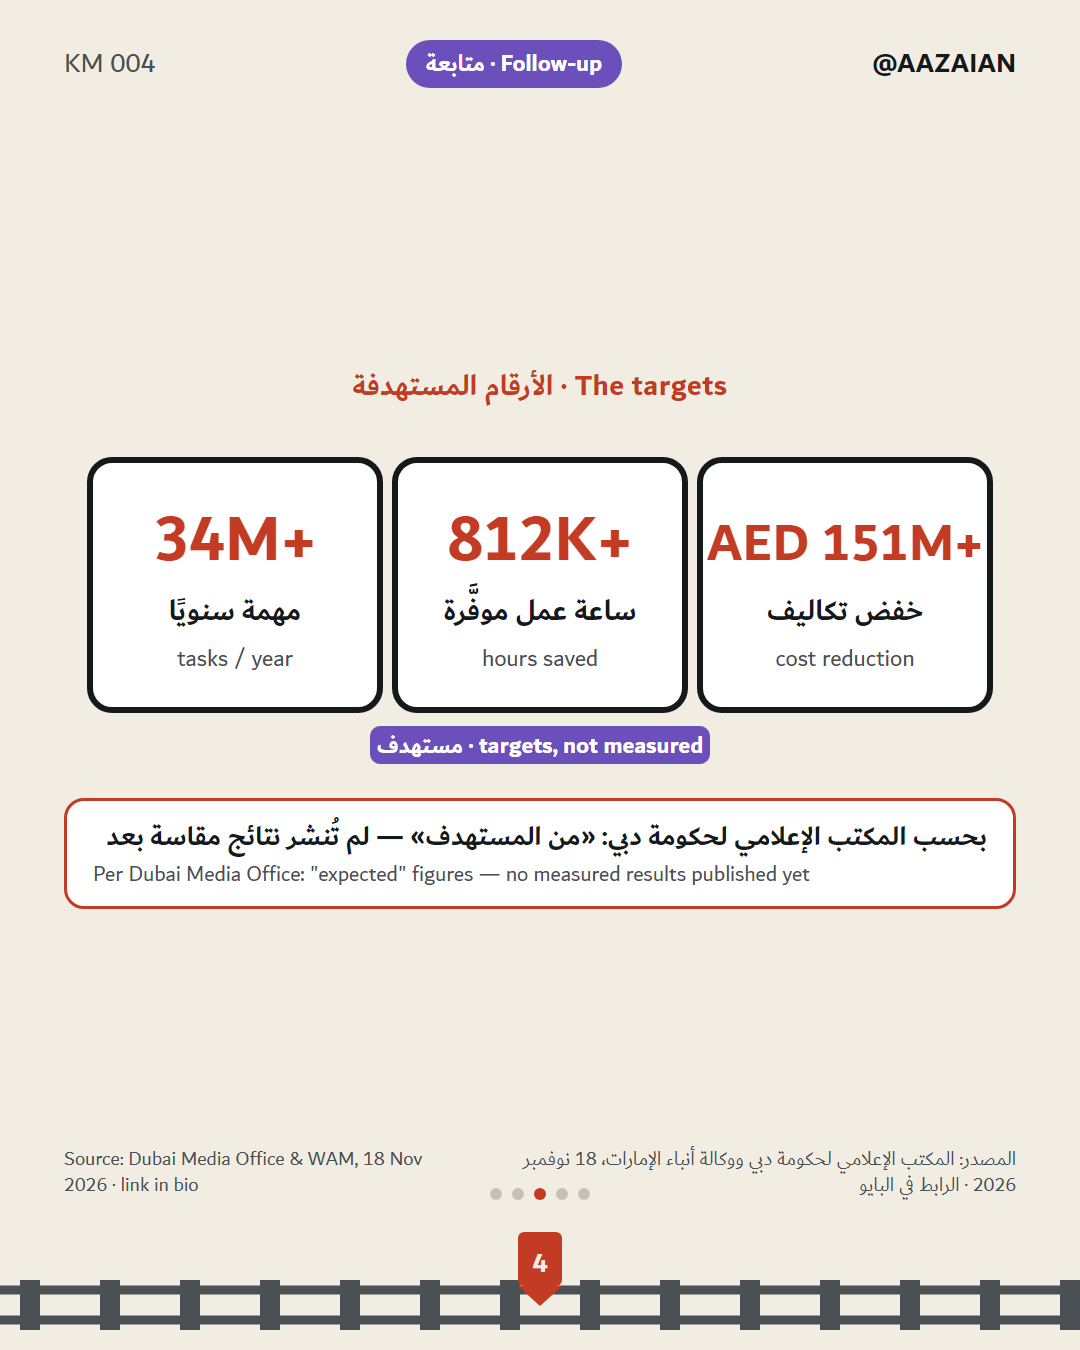 KM 004
متابعة · Follow-up
@AAZAIAN
الأرقام المستهدفة · The targets
34M+
مهمة سنويًا
tasks / year
812K+
ساعة عمل موفَّرة
hours saved
AED 151M+
خفض تكاليف
cost reduction
مستهدف · targets, not measured
بحسب المكتب الإعلامي لحكومة دبي: «من المستهدف» — لم تُنشر نتائج مقاسة بعد
Per Dubai Media Office: "expected" figures — no measured results published yet
Source: Dubai Media Office & WAM, 18 Nov
2026 · link in bio
المصدر: المكتب الإعلامي لحكومة دبي ووكالة أنباء الإمارات، 18 نوفمبر
2026 · الرابط في البايو
4